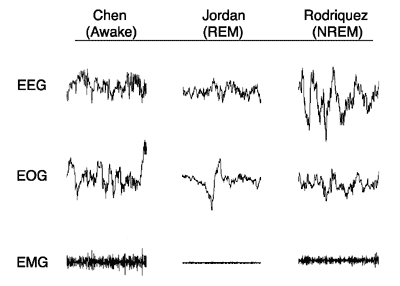 Chen Jordan Rodriquez
(Awake) (REM) (NREM)
EEG
EOG
EMG